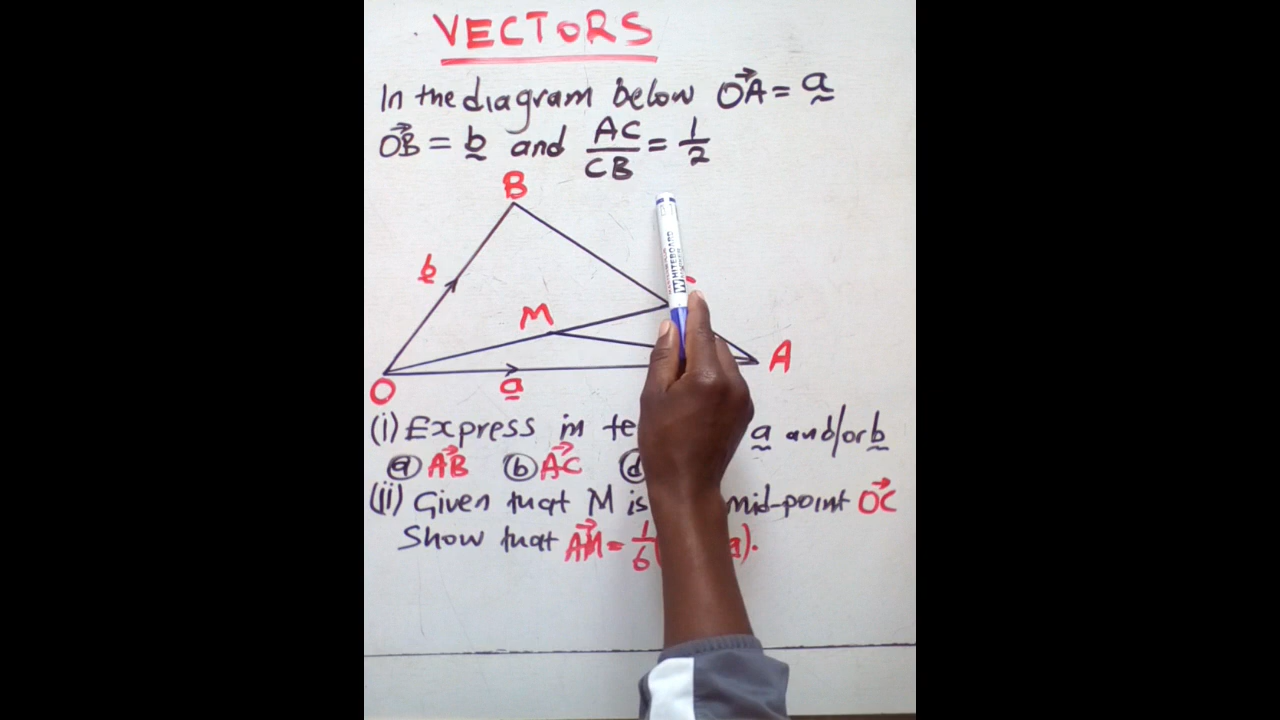 VECTORS
In the diagram below OA = a
OB = b and AC/CB = 1/2
B
b
WHITEBOARD
M
A
O
a
(i) Express in a and/or b
(a) AB (b) AC (d)
(ii) Given that M is mid-point OC
Show that AM = 1/6 ( a).